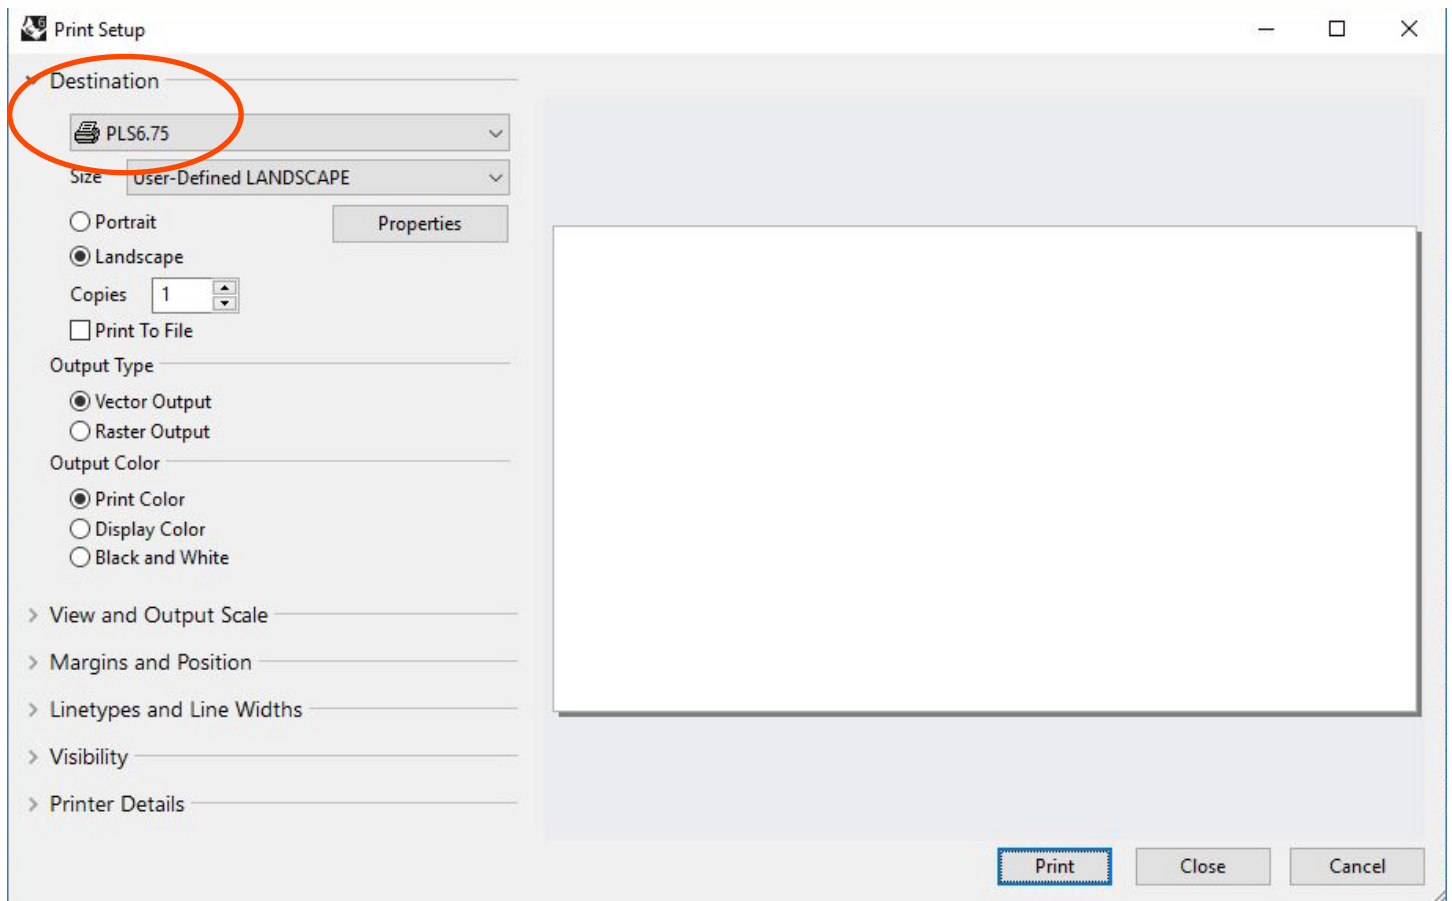 Print Setup
Destination
PLS6.75
Size User-Defined LANDSCAPE
Portrait Properties
Landscape
Copies 1
Print To File
Output Type
Vector Output
Raster Output
Output Color
Print Color
Display Color
Black and White
View and Output Scale
Margins and Position
Linetypes and Line Widths
Visibility
Printer Details
Print Close Cancel